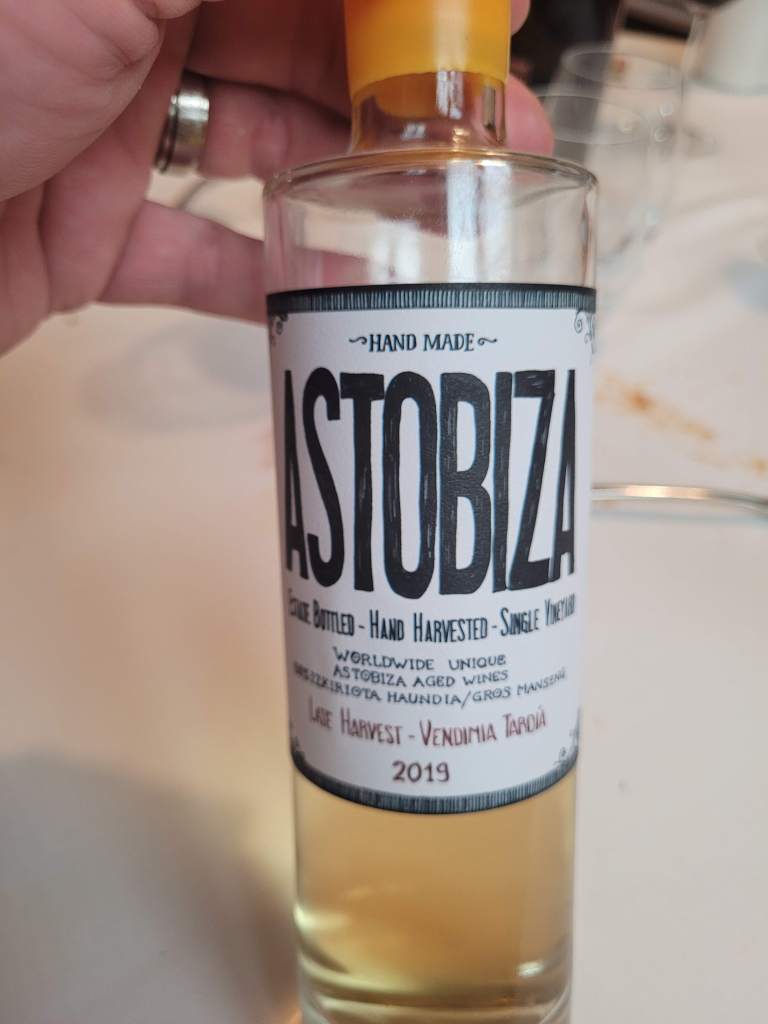 ~HAND MADE~
ASTOBIZA
ESTATE BOTTLED - HAND HARVESTED - SINGLE VINEYARD
WORLDWIDE UNIQUE
ASTOBIZA AGED WINES
HAUNDIA/GROS MANSENG
LATE HARVEST - VENDIMIA TARDÍA
2019